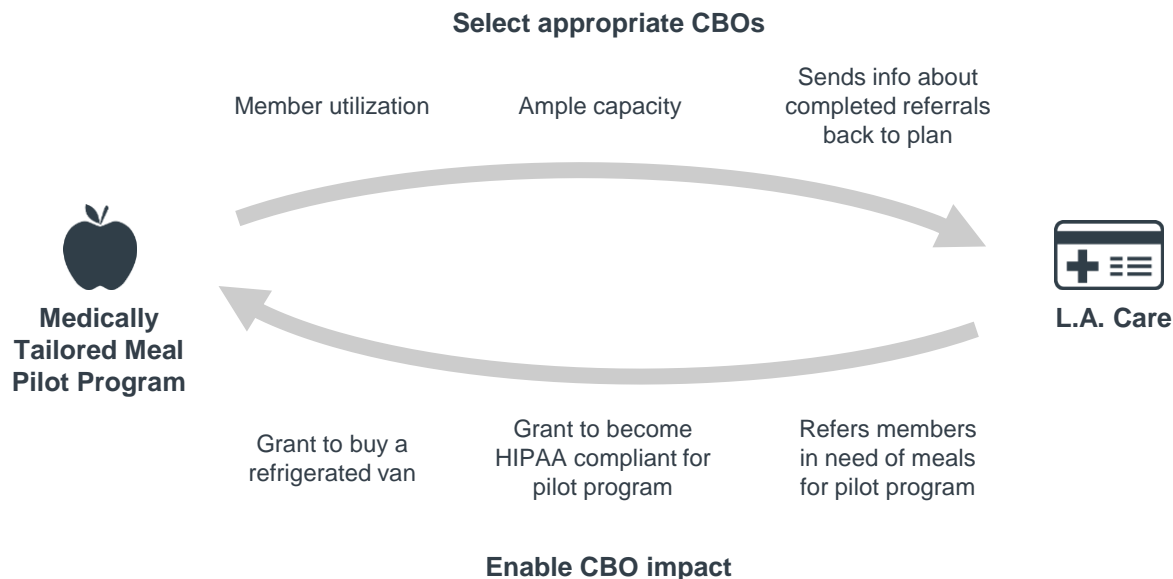 Select appropriate CBOs
Member utilization
Ample capacity
Sends info about
completed referrals
back to plan
Medically
Tailored Meal
Pilot Program
L.A. Care
Grant to buy a
refrigerated van
Grant to become
HIPAA compliant for
pilot program
Refers members
in need of meals
for pilot program
Enable CBO impact